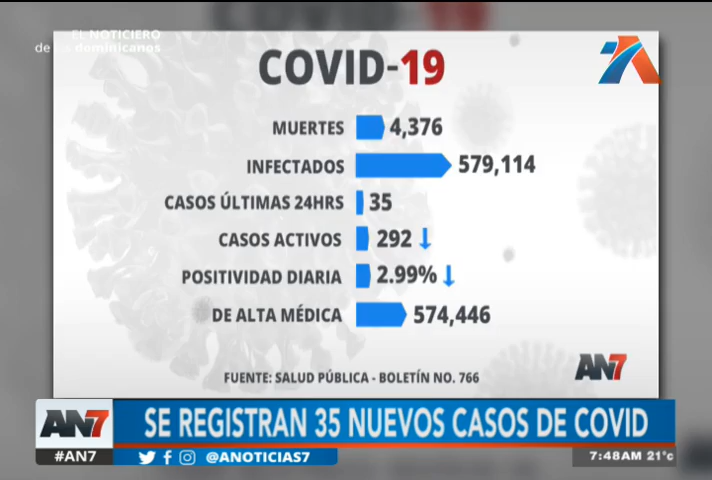 EL NOTICIERO
de los dominicanos
COVID-19
MUERTES 4,376
INFECTADOS 579,114
CASOS ÚLTIMAS 24HRS 35
CASOS ACTIVOS 292 ↓
POSITIVIDAD DIARIA 2.99% ↓
DE ALTA MÉDICA 574,446
FUENTE: SALUD PÚBLICA - BOLETÍN NO. 766
AN7
AN7 SE REGISTRAN 35 NUEVOS CASOS DE COVID
#AN7 @ANOTICIAS7 7:48AM 21°c